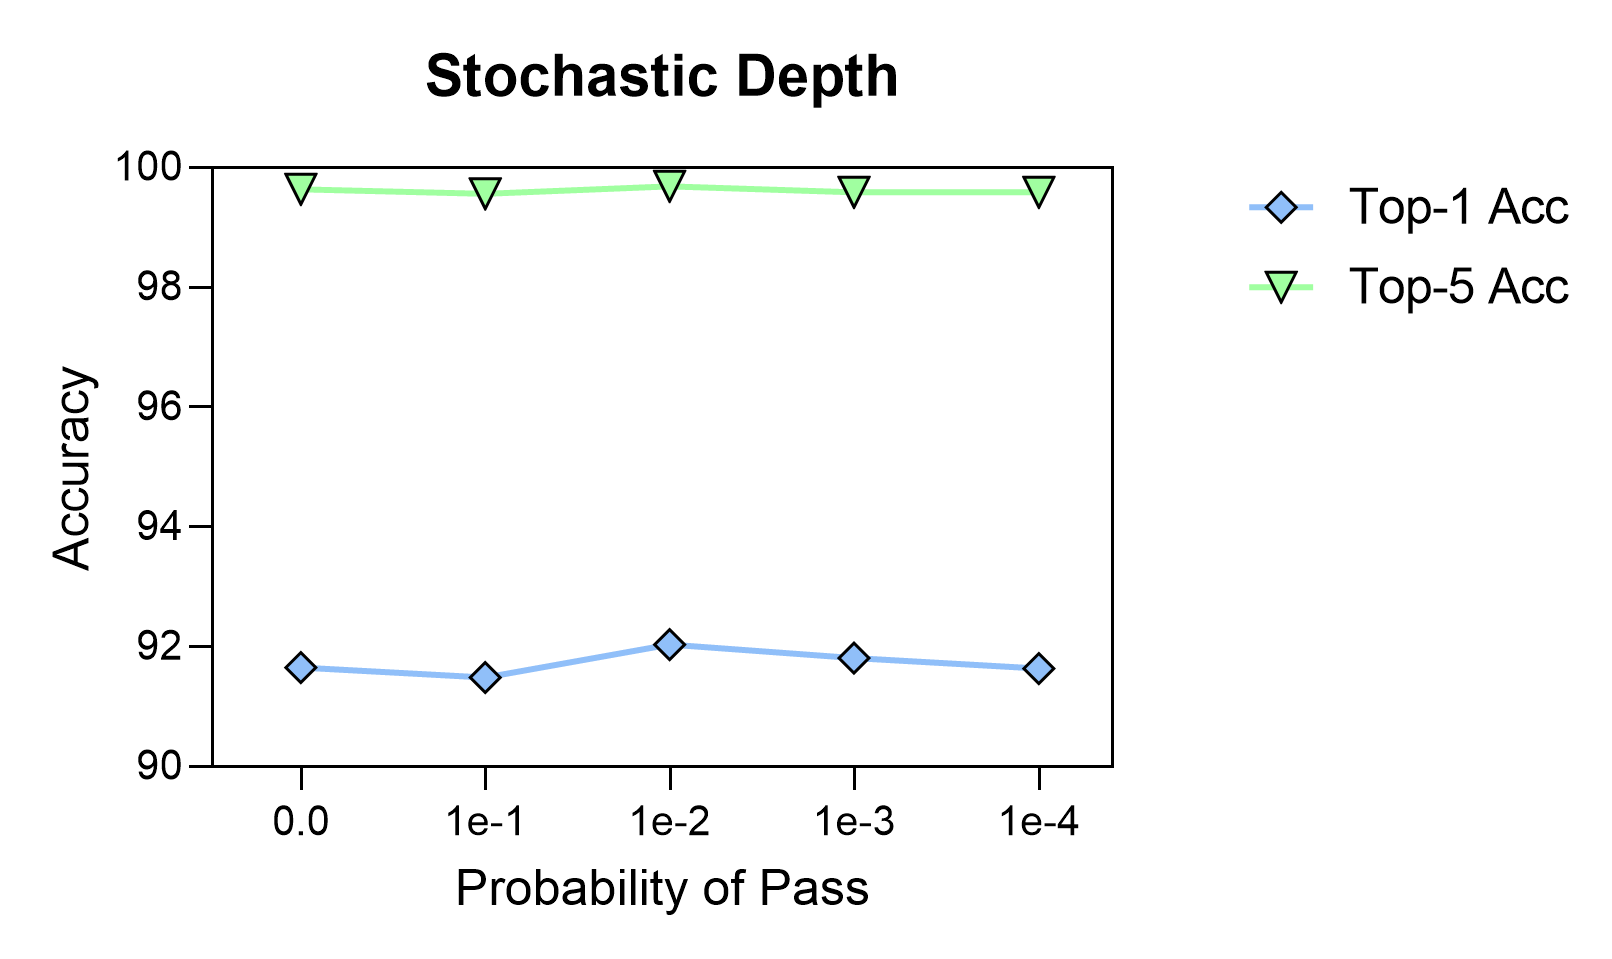 Stochastic Depth
100
98
96
94
92
90
Accuracy
0.0 1e-1 1e-2 1e-3 1e-4
Probability of Pass
Top-1 Acc
Top-5 Acc